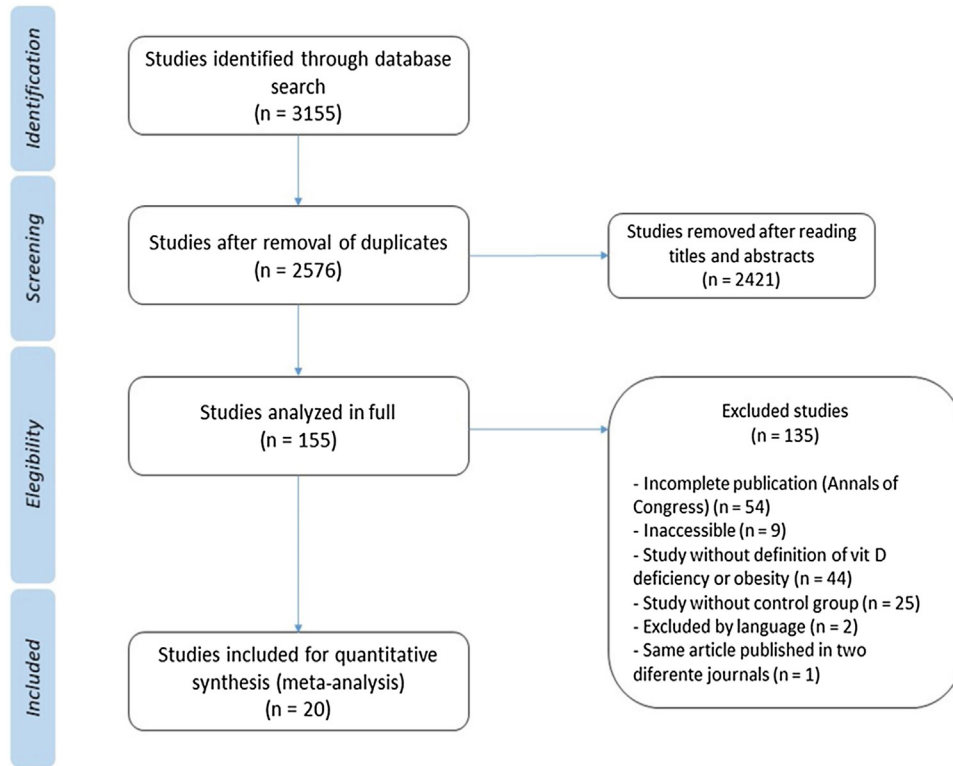 Identification
Studies identified through database
search
(n = 3155)
Screening
Studies after removal of duplicates
(n = 2576)
Studies removed after reading
titles and abstracts
(n = 2421)
Elegibility
Studies analyzed in full
(n = 155)
Excluded studies
(n = 135)
- Incomplete publication (Annals of
Congress) (n = 54)
- Inaccessible (n = 9)
- Study without definition of vit D
deficiency or obesity (n = 44)
- Study without control group (n = 25)
- Excluded by language (n = 2)
- Same article published in two
diferente journals (n = 1)
Included
Studies included for quantitative
synthesis (meta-analysis)
(n = 20)